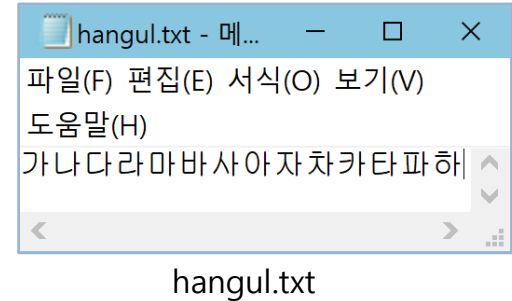 hangul.txt - 메...
파일(F) 편집(E) 서식(O) 보기(V)
도움말(H)
가나다라마바사아자차카타파하
hangul.txt